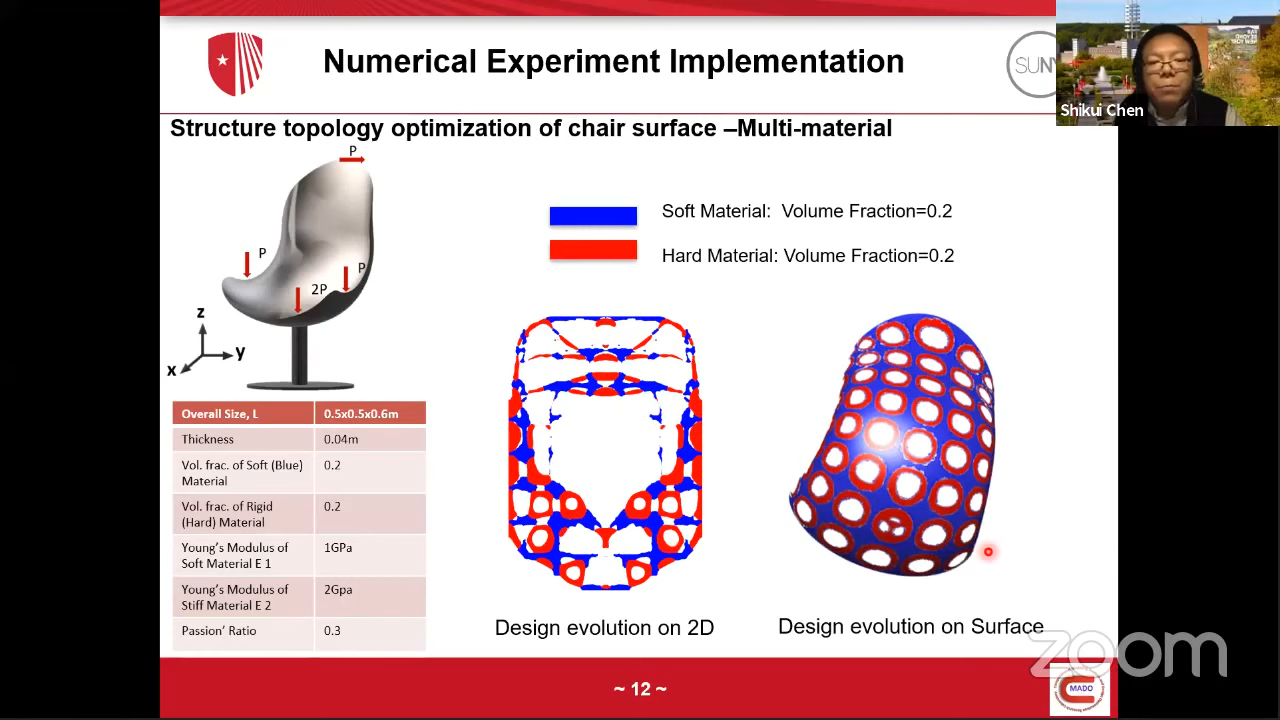 Numerical Experiment Implementation
SUNY
Shikui Chen
Structure topology optimization of chair surface –Multi-material
P
P
P
2P
z
y
x
Soft Material: Volume Fraction=0.2
Hard Material: Volume Fraction=0.2
Overall Size, L 0.5x0.5x0.6m
Thickness 0.04m
Vol. frac. of Soft (Blue) 0.2
Material
Vol. frac. of Rigid 0.2
(Hard) Material
Young's Modulus of 1GPa
Soft Material E 1
Young's Modulus of 2Gpa
Stiff Material E 2
Passion' Ratio 0.3
Design evolution on 2D
Design evolution on Surface
zoom
~ 12 ~
MADO